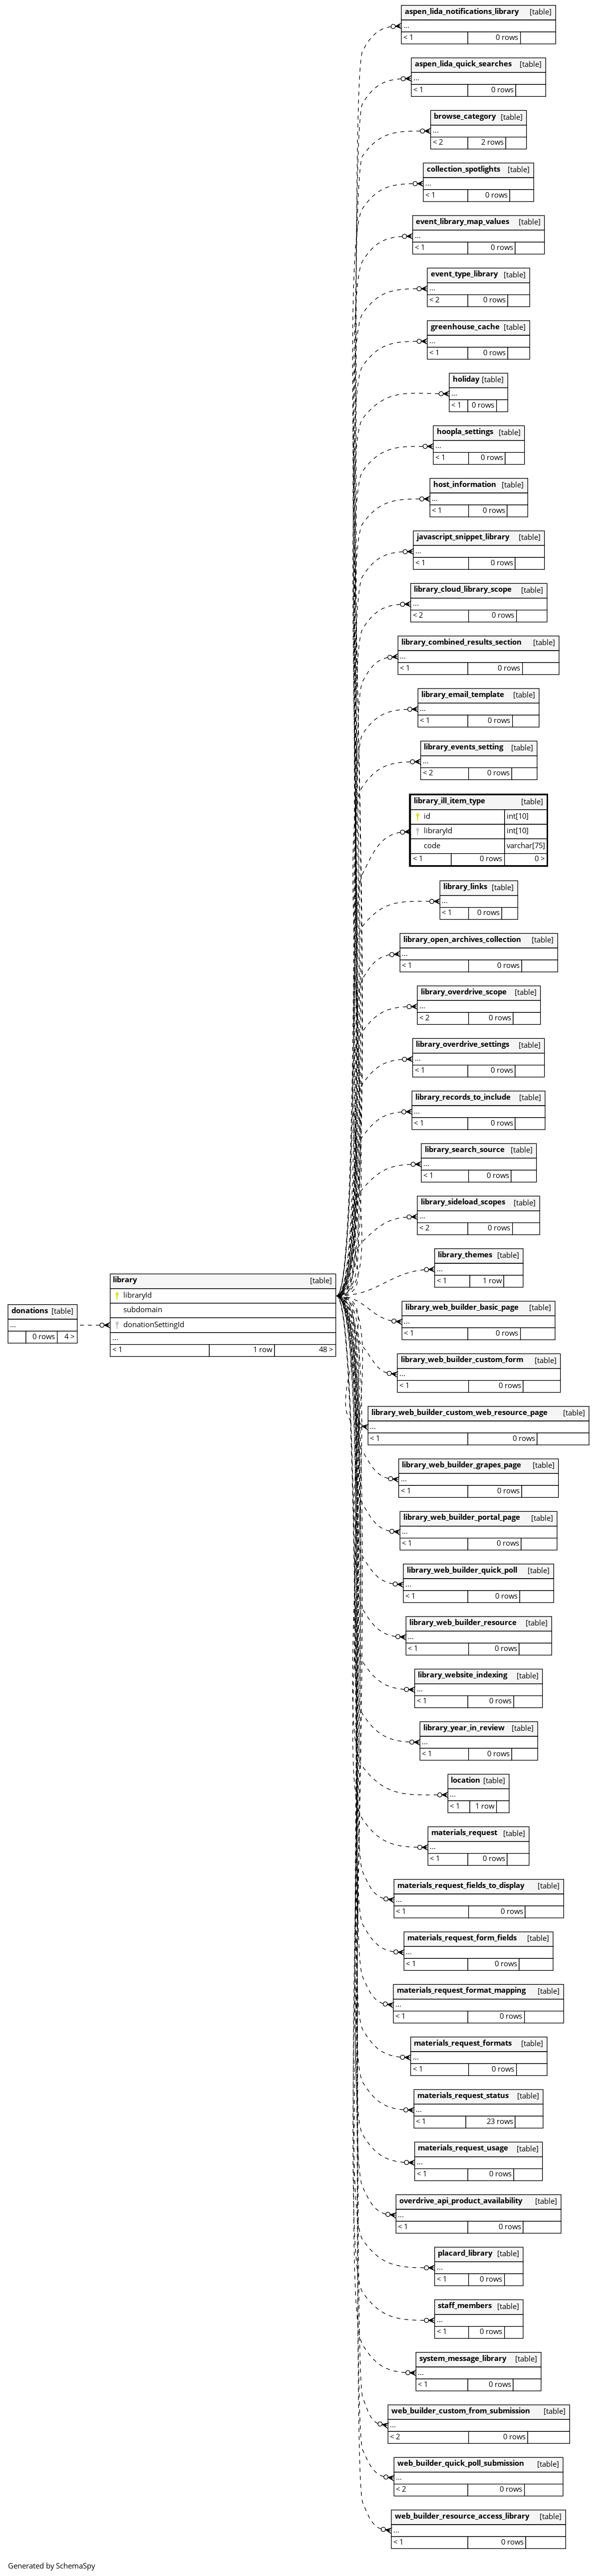 aspen_lida_notifications_library [table]
...
< 1 0 rows
aspen_lida_quick_searches [table]
...
< 1 0 rows
browse_category [table]
...
< 2 2 rows
collection_spotlights [table]
...
< 1 0 rows
event_library_map_values [table]
...
< 1 0 rows
event_type_library [table]
...
< 2 0 rows
greenhouse_cache [table]
...
< 1 0 rows
holiday [table]
...
< 1 0 rows
hoopla_settings [table]
...
< 1 0 rows
host_information [table]
...
< 1 0 rows
javascript_snippet_library [table]
...
< 1 0 rows
library_cloud_library_scope [table]
...
< 2 0 rows
library_combined_results_section [table]
...
< 1 0 rows
library_email_template [table]
...
< 1 0 rows
library_events_setting [table]
...
< 2 0 rows
library_ill_item_type [table]
id int[10]
libraryId int[10]
code varchar[75]
< 1 0 rows 0 >
library_links [table]
...
< 1 0 rows
library_open_archives_collection [table]
...
< 1 0 rows
library_overdrive_scope [table]
...
< 2 0 rows
library_overdrive_settings [table]
...
< 1 0 rows
library_records_to_include [table]
...
< 1 0 rows
library_search_source [table]
...
< 1 0 rows
library_sideload_scopes [table]
...
< 2 0 rows
library_themes [table]
...
< 1 1 row
library [table]
libraryId
subdomain
donationSettingId
...
< 1 1 row 48 >
donations [table]
...
0 rows 4 >
library_web_builder_basic_page [table]
...
< 1 0 rows
library_web_builder_custom_form [table]
...
< 1 0 rows
library_web_builder_custom_web_resource_page [table]
...
< 1 0 rows
library_web_builder_grapes_page [table]
...
< 1 0 rows
library_web_builder_portal_page [table]
...
< 1 0 rows
library_web_builder_quick_poll [table]
...
< 1 0 rows
library_web_builder_resource [table]
...
< 1 0 rows
library_website_indexing [table]
...
< 1 0 rows
library_year_in_review [table]
...
< 1 0 rows
location [table]
...
< 1 1 row
materials_request [table]
...
< 1 0 rows
materials_request_fields_to_display [table]
...
< 1 0 rows
materials_request_form_fields [table]
...
< 1 0 rows
materials_request_format_mapping [table]
...
< 1 0 rows
materials_request_formats [table]
...
< 1 0 rows
materials_request_status [table]
...
< 1 23 rows
materials_request_usage [table]
...
< 1 0 rows
overdrive_api_product_availability [table]
...
< 1 0 rows
placard_library [table]
...
< 1 0 rows
staff_members [table]
...
< 1 0 rows
system_message_library [table]
...
< 1 0 rows
web_builder_custom_from_submission [table]
...
< 2 0 rows
web_builder_quick_poll_submission [table]
...
< 2 0 rows
web_builder_resource_access_library [table]
...
< 1 0 rows
Generated by SchemaSpy